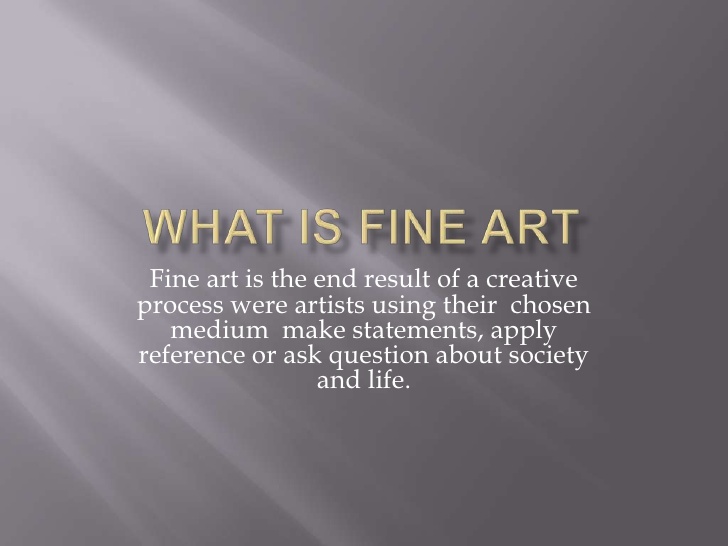 WHAT IS FINE ART
Fine art is the end result of a creative
process were artists using their  chosen
medium  make statements, apply
reference or ask question about society
and life.